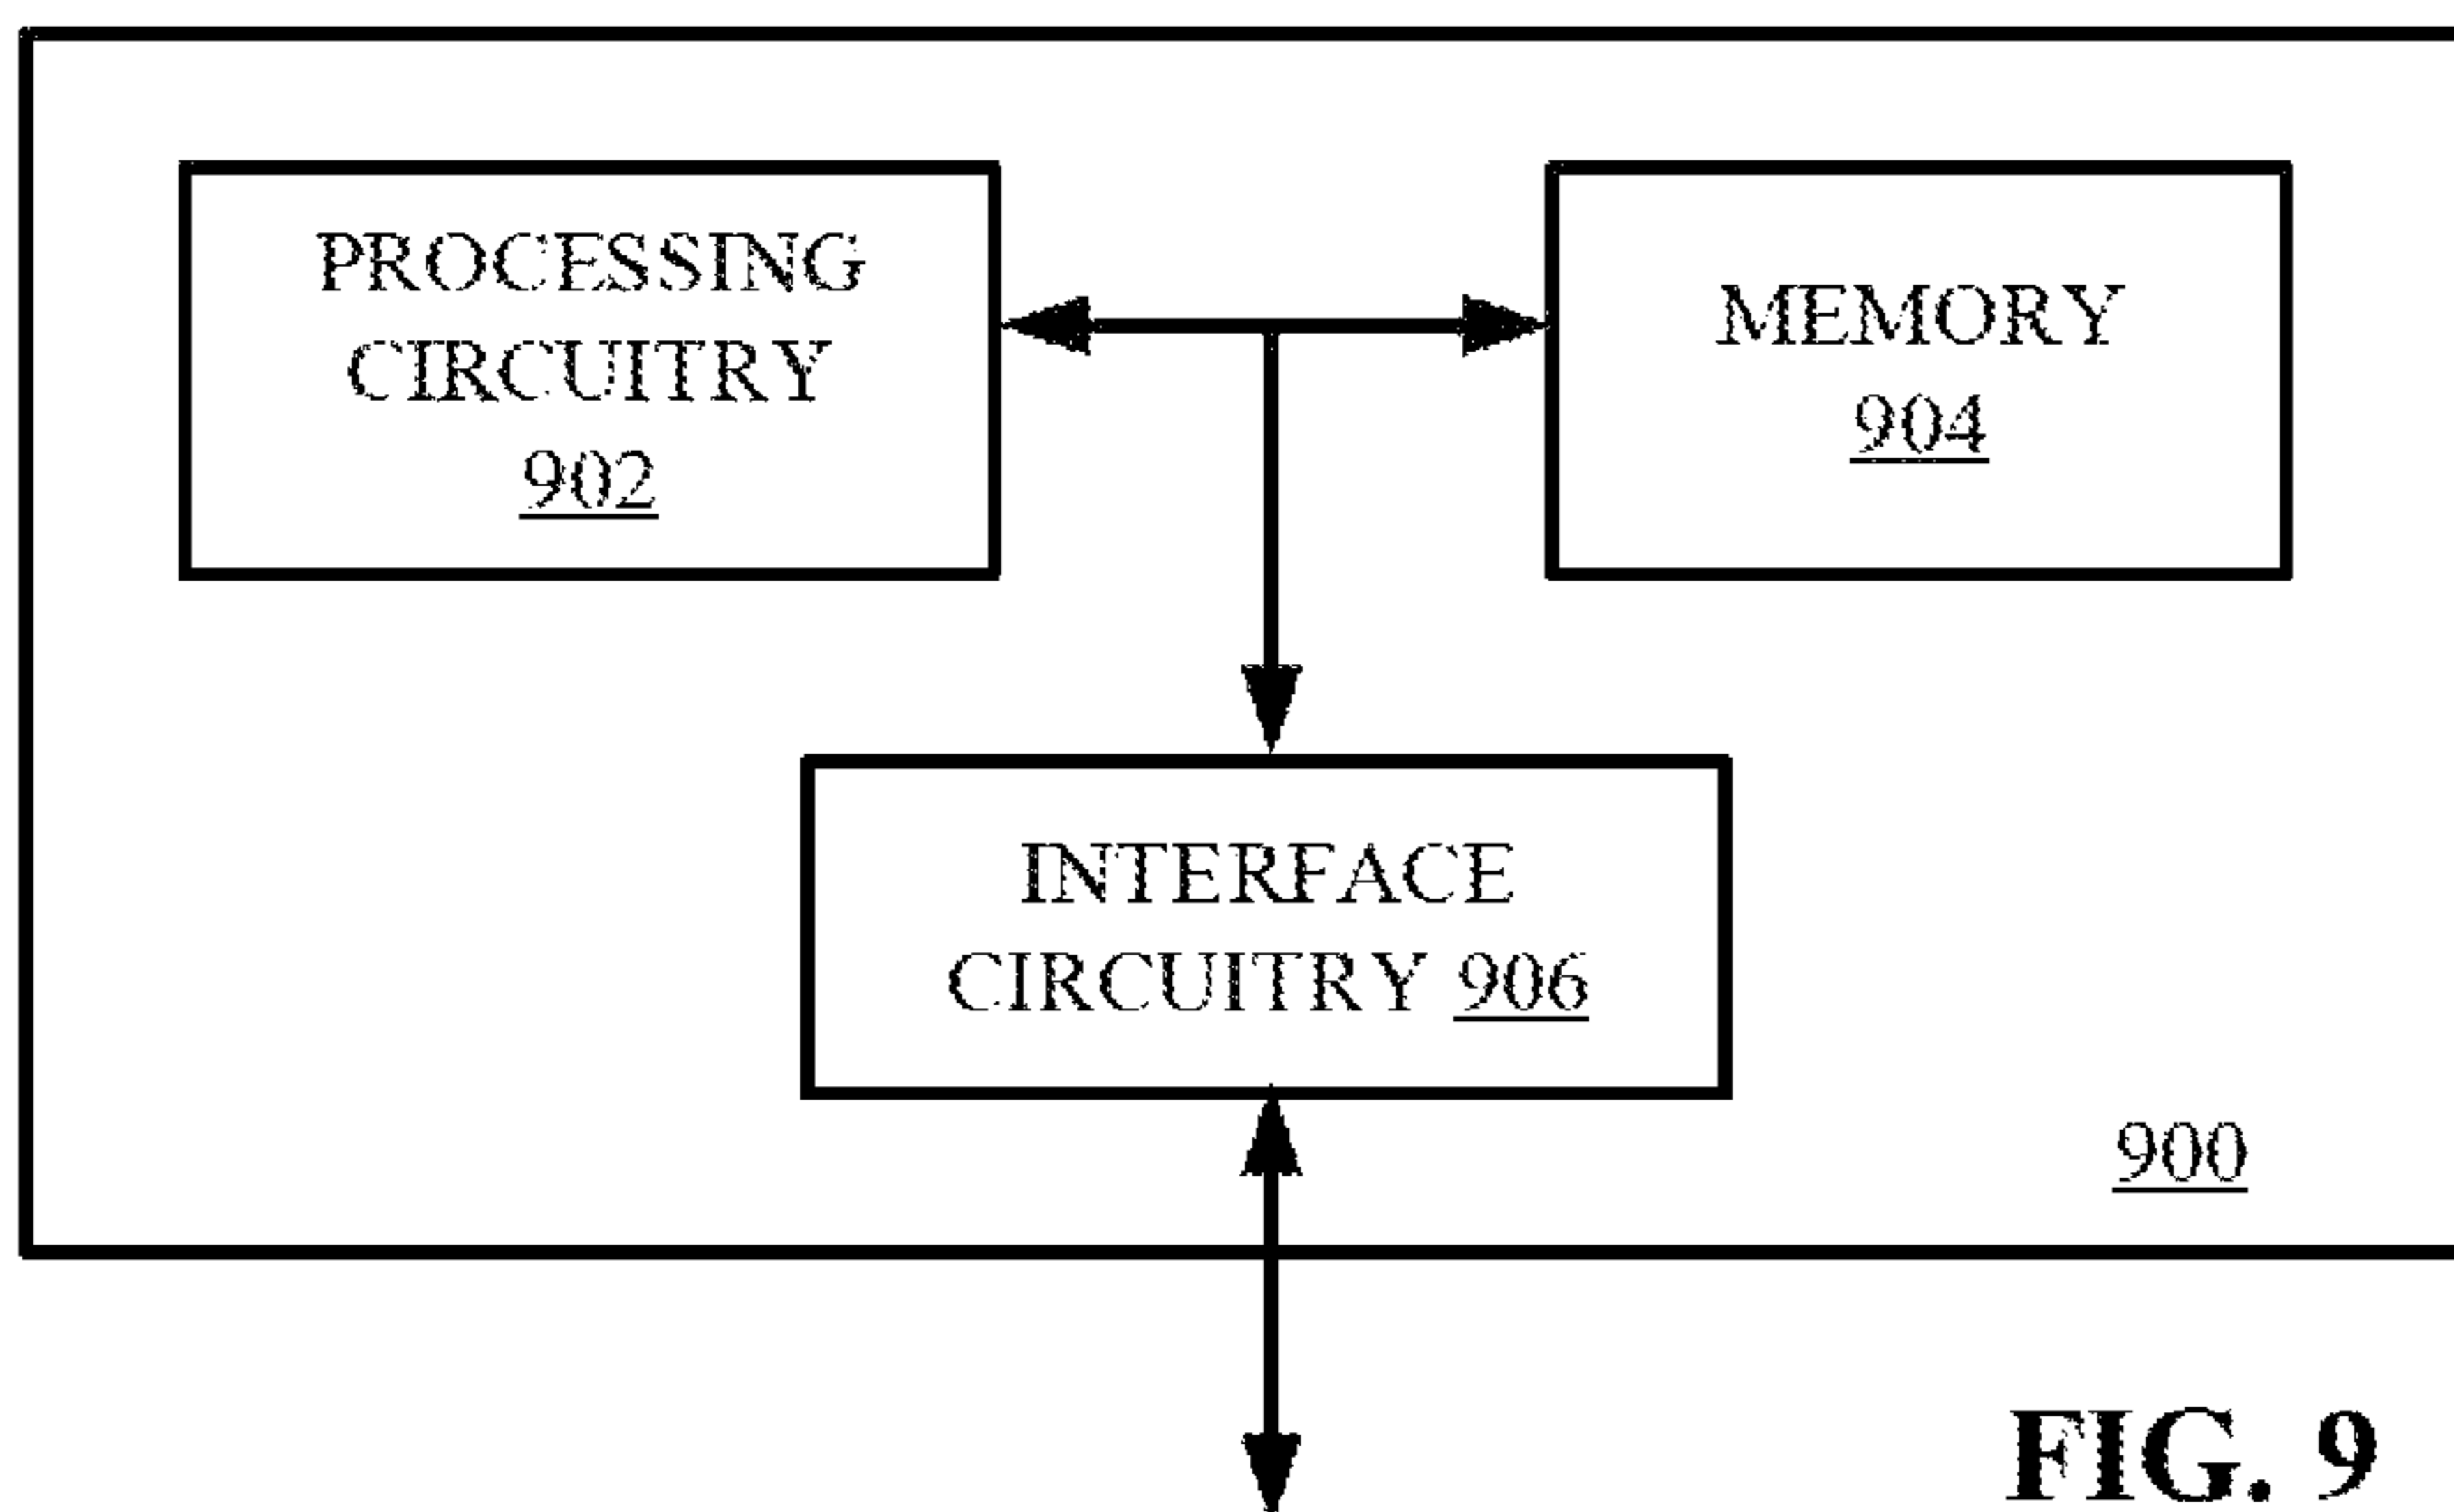 PROCESSING
CIRCUITRY
902
MEMORY
904
INTERFACE
CIRCUITRY 906
900
FIG. 9